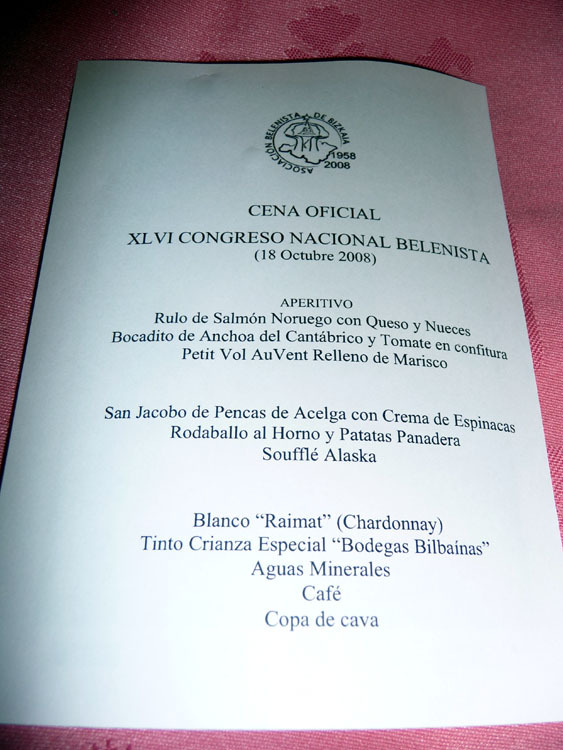 ASOCIACIÓN BELENISTA DE BIZKAIA
1958
2008
CENA OFICIAL
XLVI CONGRESO NACIONAL BELENISTA
(18 Octubre 2008)
APERITIVO
Rulo de Salmón Noruego con Queso y Nueces
Bocadito de Anchoa del Cantábrico y Tomate en confitura
Petit Vol AuVent Relleno de Marisco
San Jacobo de Pencas de Acelga con Crema de Espinacas
Rodaballo al Horno y Patatas Panadera
Soufflé Alaska
Blanco “Raimat” (Chardonnay)
Tinto Crianza Especial “Bodegas Bilbaínas”
Aguas Minerales
Café
Copa de cava